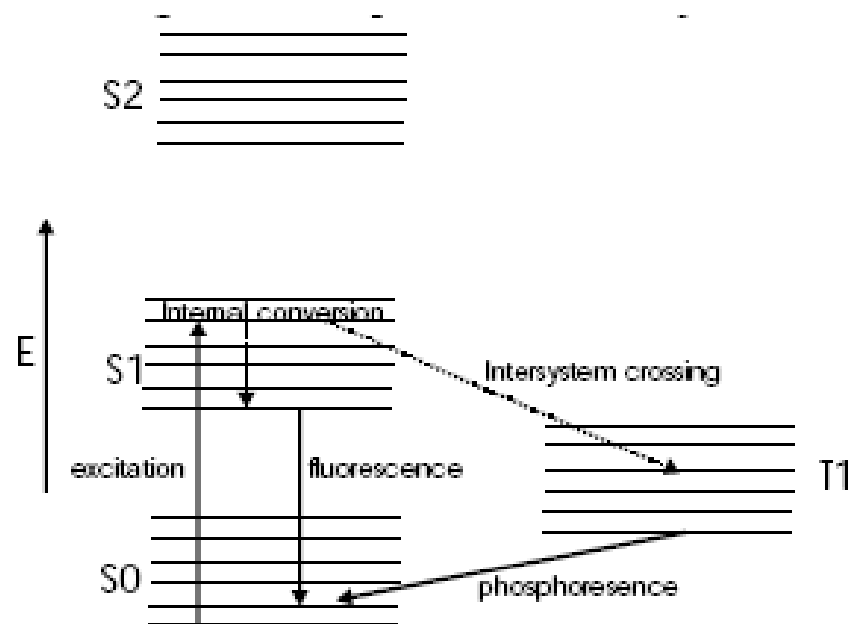 S2
Internal conversion
E
S1
Intersystem crossing
excitation
fluorescence
T1
S0
phosphoresence